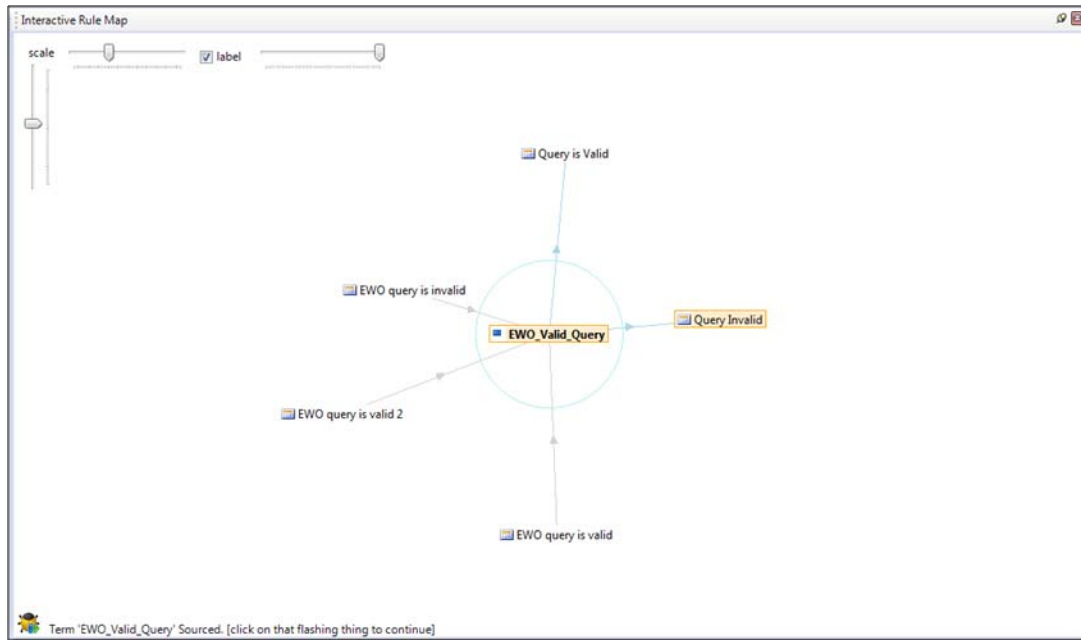 Interactive Rule Map
scale
label
Query is Valid
EWO query is invalid
Query Invalid
EWO_Valid_Query
EWO query is valid 2
EWO query is valid
Term 'EWO_Valid_Query' Sourced. [click on that flashing thing to continue]